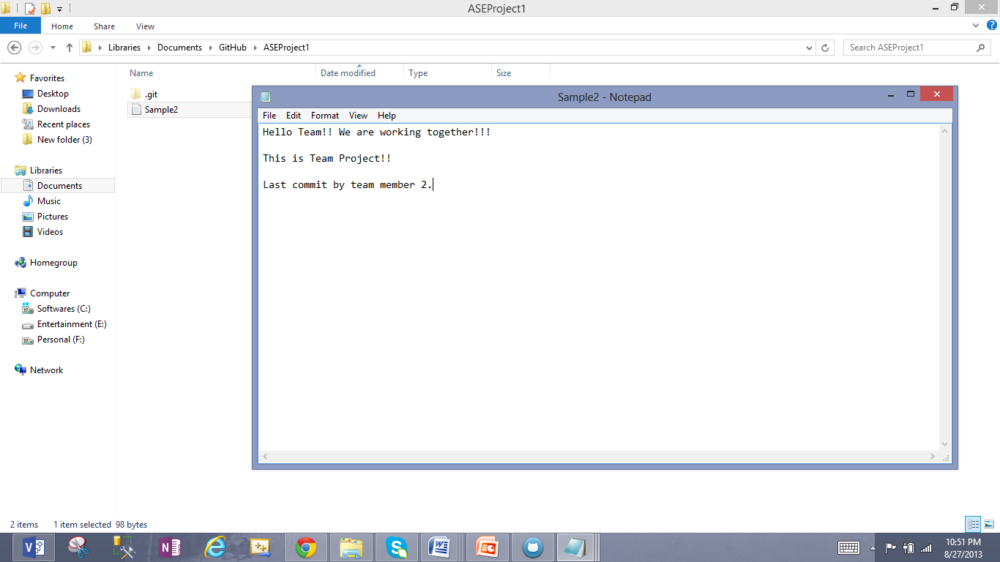 ASEProject1
File Home Share View
Libraries Documents GitHub ASEProject1
Search ASEProject1
Name Date modified Type Size
Favorites
Desktop
Downloads
Recent places
New folder (3)
Libraries
Documents
Music
Pictures
Videos
Homegroup
Computer
Softwares (C:)
Entertainment (E:)
Personal (F:)
Network
.git
Sample2
Sample2 - Notepad
File Edit Format View Help
Hello Team!! We are working together!!!
This is Team Project!!
Last commit by team member 2.
2 items 1 item selected 98 bytes
10:51 PM
8/27/2013